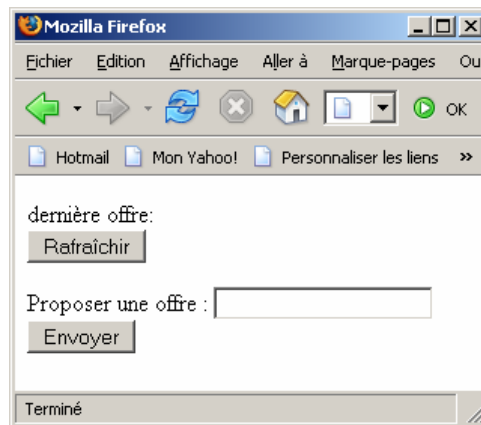 Mozilla Firefox
Fichier Edition Affichage Aller à Marque-pages Ou
OK
Hotmail Mon Yahoo! Personnaliser les liens »
dernière offre:
Rafraîchir
Proposer une offre :
Envoyer
Terminé